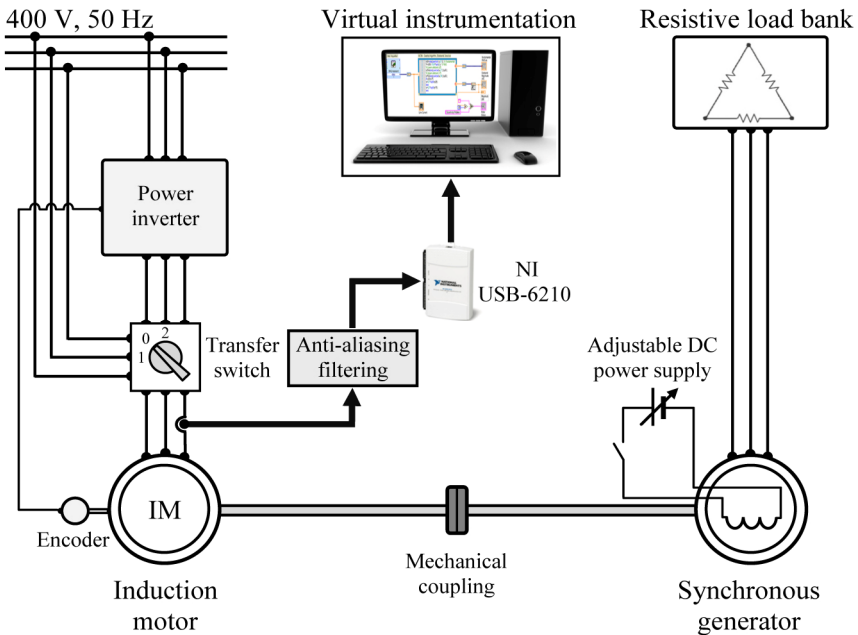 400 V, 50 Hz
Virtual instrumentation
Resistive load bank
Power
inverter
NI
USB-6210
0 2
1
Transfer
switch
Anti-aliasing
filtering
Adjustable DC
power supply
IM
Encoder
Mechanical
coupling
Induction
motor
Synchronous
generator